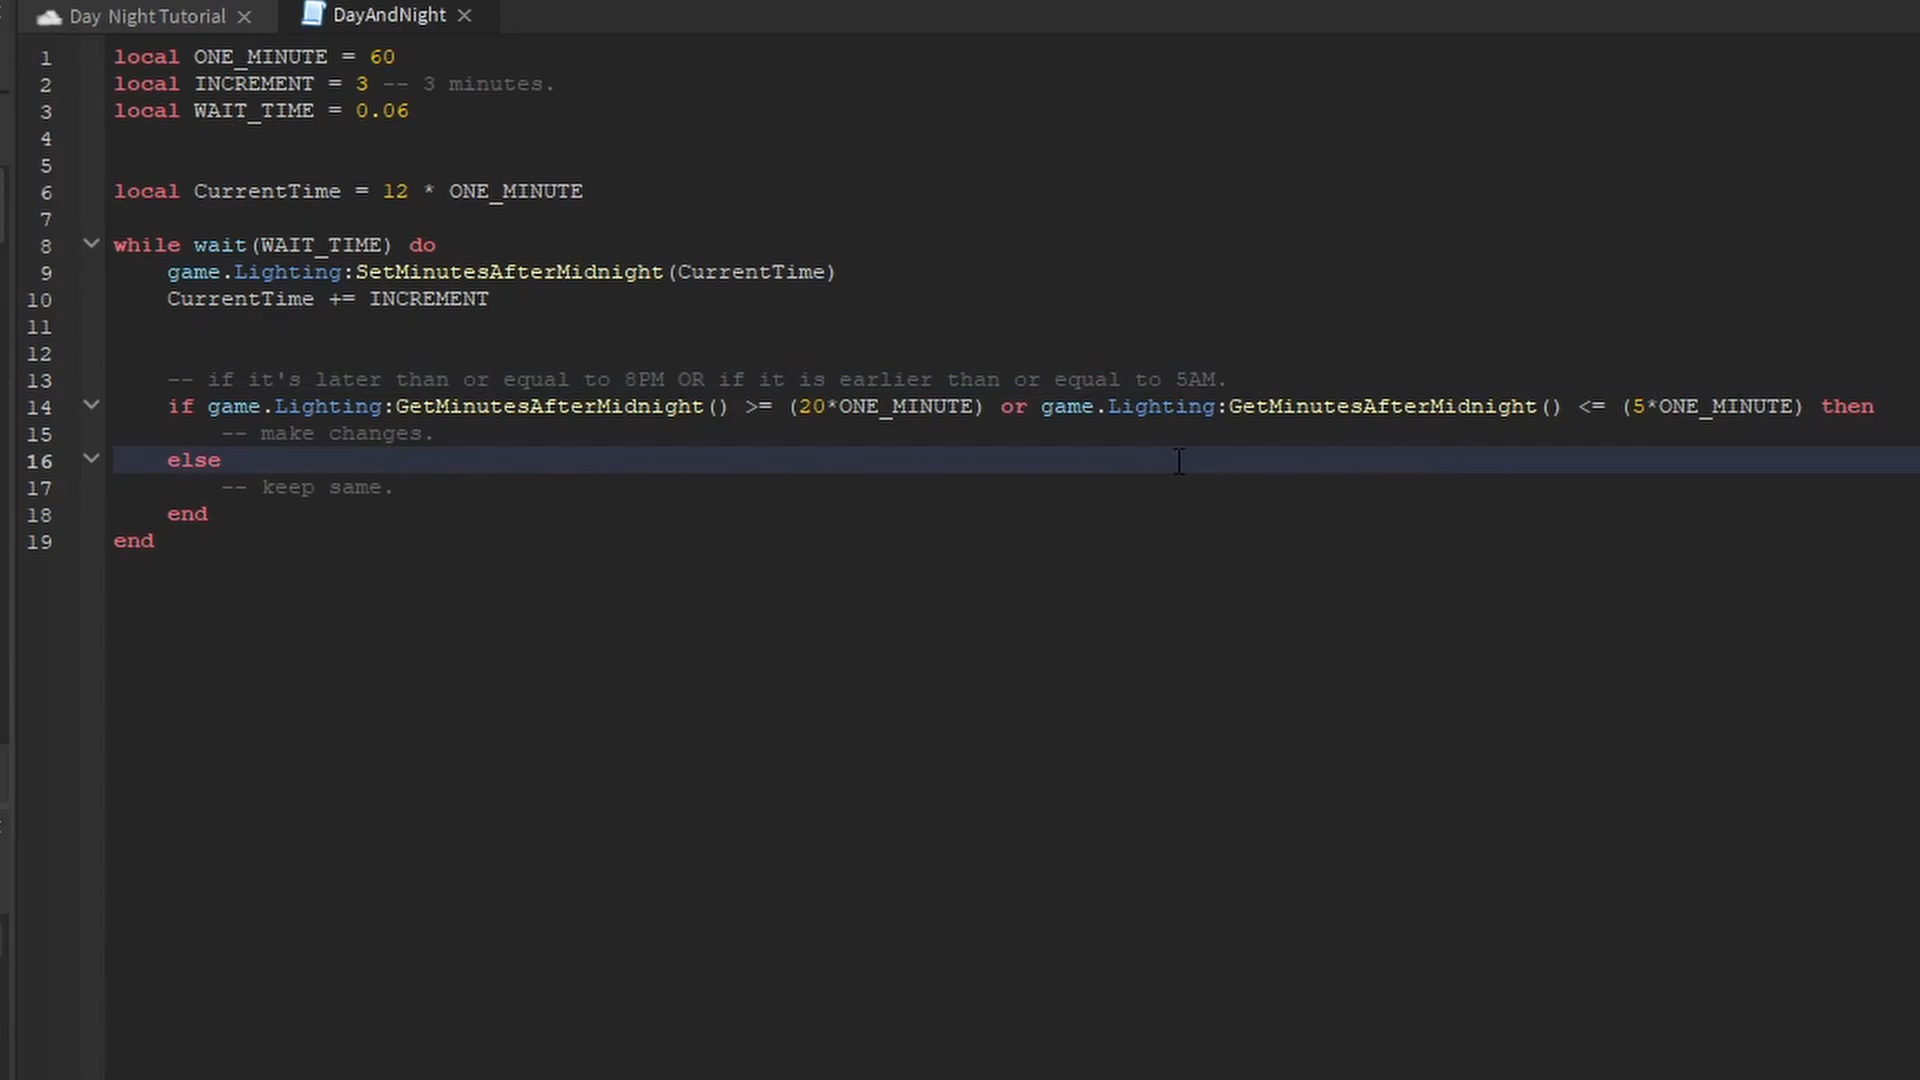 Day Night Tutorial
DayAndNight
1 local ONE_MINUTE = 60
2 local INCREMENT = 3 -- 3 minutes.
3 local WAIT_TIME = 0.06
4
5
6 local CurrentTime = 12 * ONE_MINUTE
7
8 while wait(WAIT_TIME) do
9 game.Lighting:SetMinutesAfterMidnight(CurrentTime)
10 CurrentTime += INCREMENT
11
12
13 -- if it's later than or equal to 8PM OR if it is earlier than or equal to 5AM.
14 if game.Lighting:GetMinutesAfterMidnight() >= (20*ONE_MINUTE) or game.Lighting:GetMinutesAfterMidnight() <= (5*ONE_MINUTE) then
15 -- make changes.
16 else
17 -- keep same.
18 end
19 end